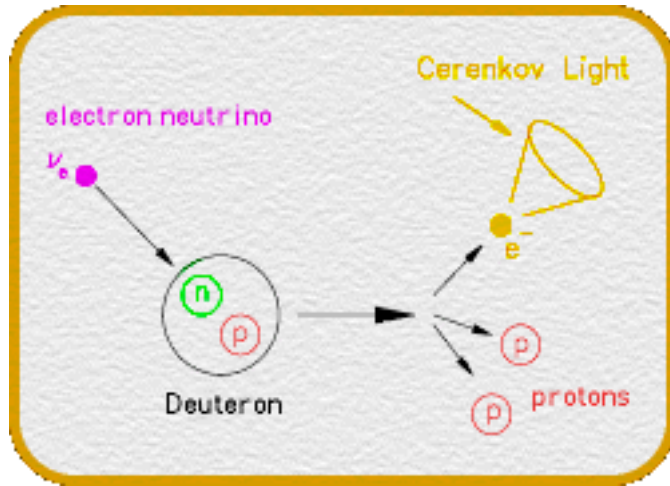 Cerenkov Light
electron neutrino
νe
e-
n
p
Deuteron
p
p
protons